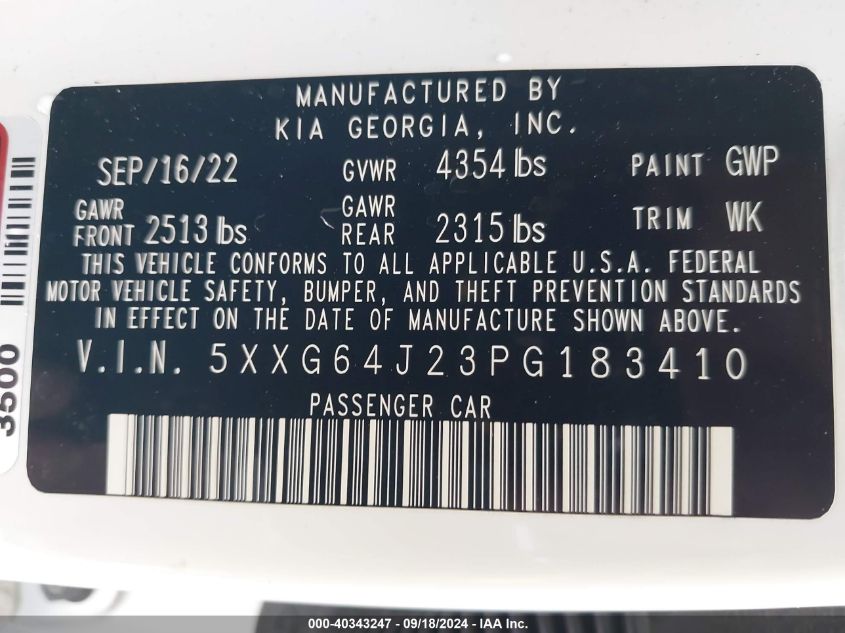 MANUFACTURED BY
KIA GEORGIA, INC.
SEP/16/22 GVWR 4354 lbs PAINT GWP
GAWR FRONT 2513 lbs GAWR REAR 2315 lbs TRIM WK
THIS VEHICLE CONFORMS TO ALL APPLICABLE U.S.A. FEDERAL
MOTOR VEHICLE SAFETY, BUMPER, AND THEFT PREVENTION STANDARDS
IN EFFECT ON THE DATE OF MANUFACTURE SHOWN ABOVE.
V.I.N. 5XXG64J23PG183410
PASSENGER CAR
3500
000-40343247 - 09/18/2024 - IAA Inc.